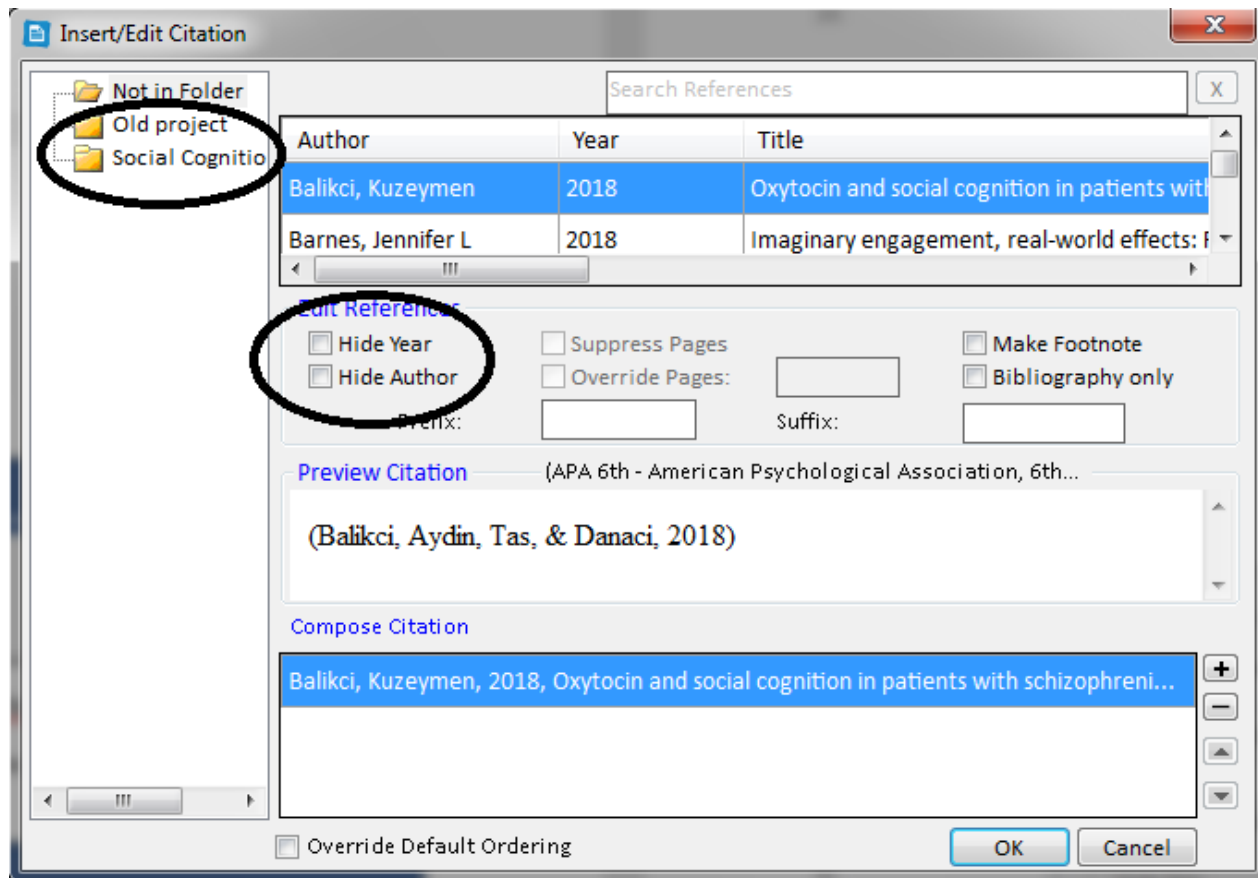 Insert/Edit Citation
Not in Folder
Old project
Social Cognitio
Search References
X
Author Year Title
Balikci, Kuzeymen 2018 Oxytocin and social cognition in patients with
Barnes, Jennifer L 2018 Imaginary engagement, real-world effects: F
Edit References
Hide Year Suppress Pages Make Footnote
Hide Author Override Pages: Bibliography only
Prefix: Suffix:
Preview Citation (APA 6th - American Psychological Association, 6th...
(Balikci, Aydin, Tas, & Danaci, 2018)
Compose Citation
Balikci, Kuzeymen, 2018, Oxytocin and social cognition in patients with schizophreni...
Override Default Ordering
OK Cancel